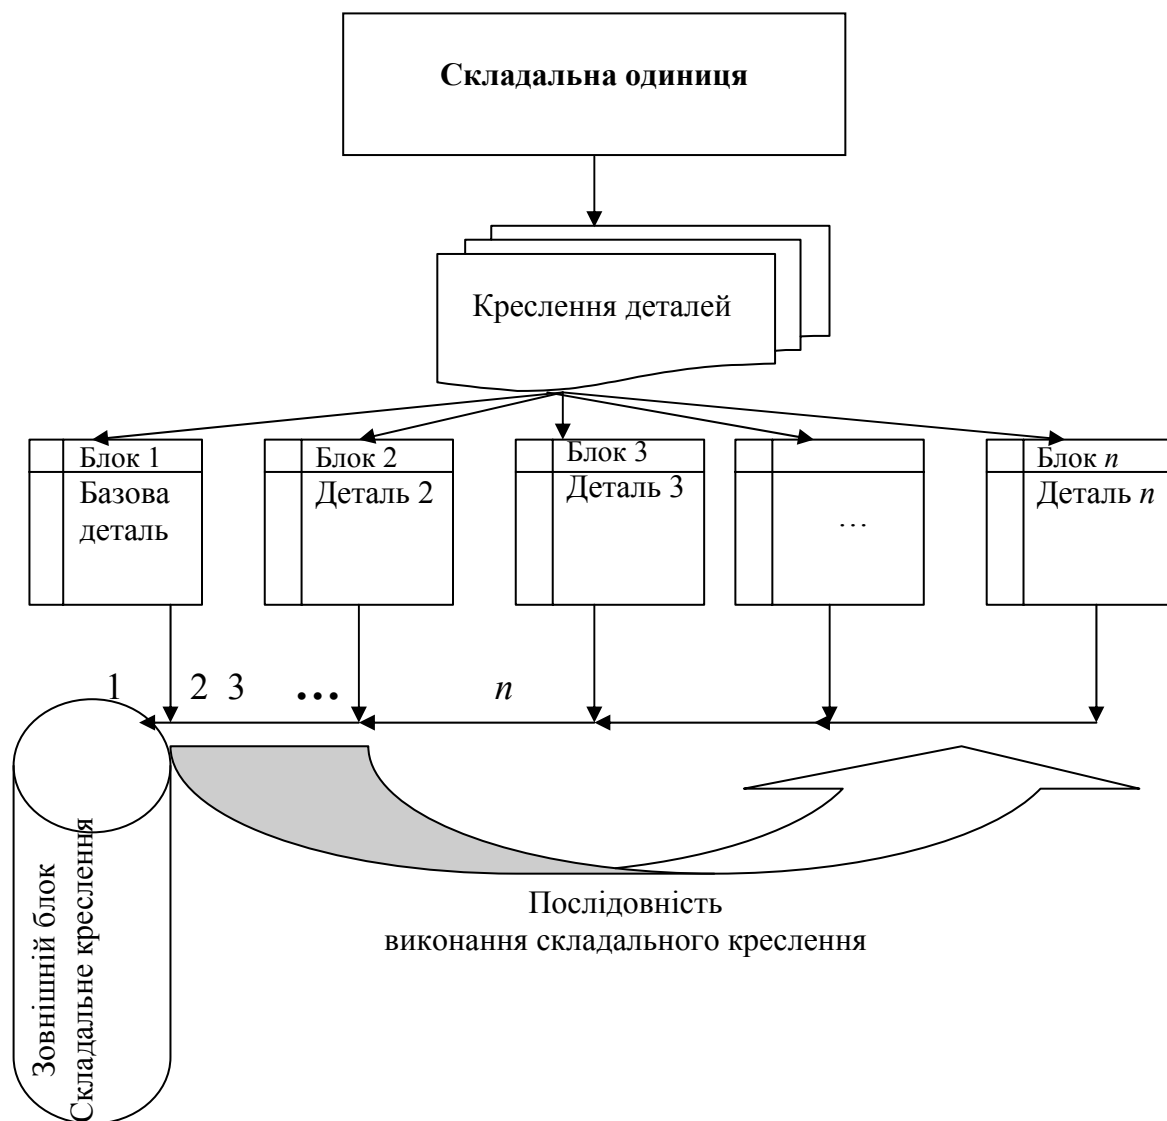 Складальна одиниця
Креслення деталей
Блок 1
Базова
деталь
Блок 2
Деталь 2
Блок 3
Деталь 3
…
Блок n
Деталь n
1 2 3 ... n
Зовнішній блок
Складальне креслення
Послідовність
виконання складального креслення